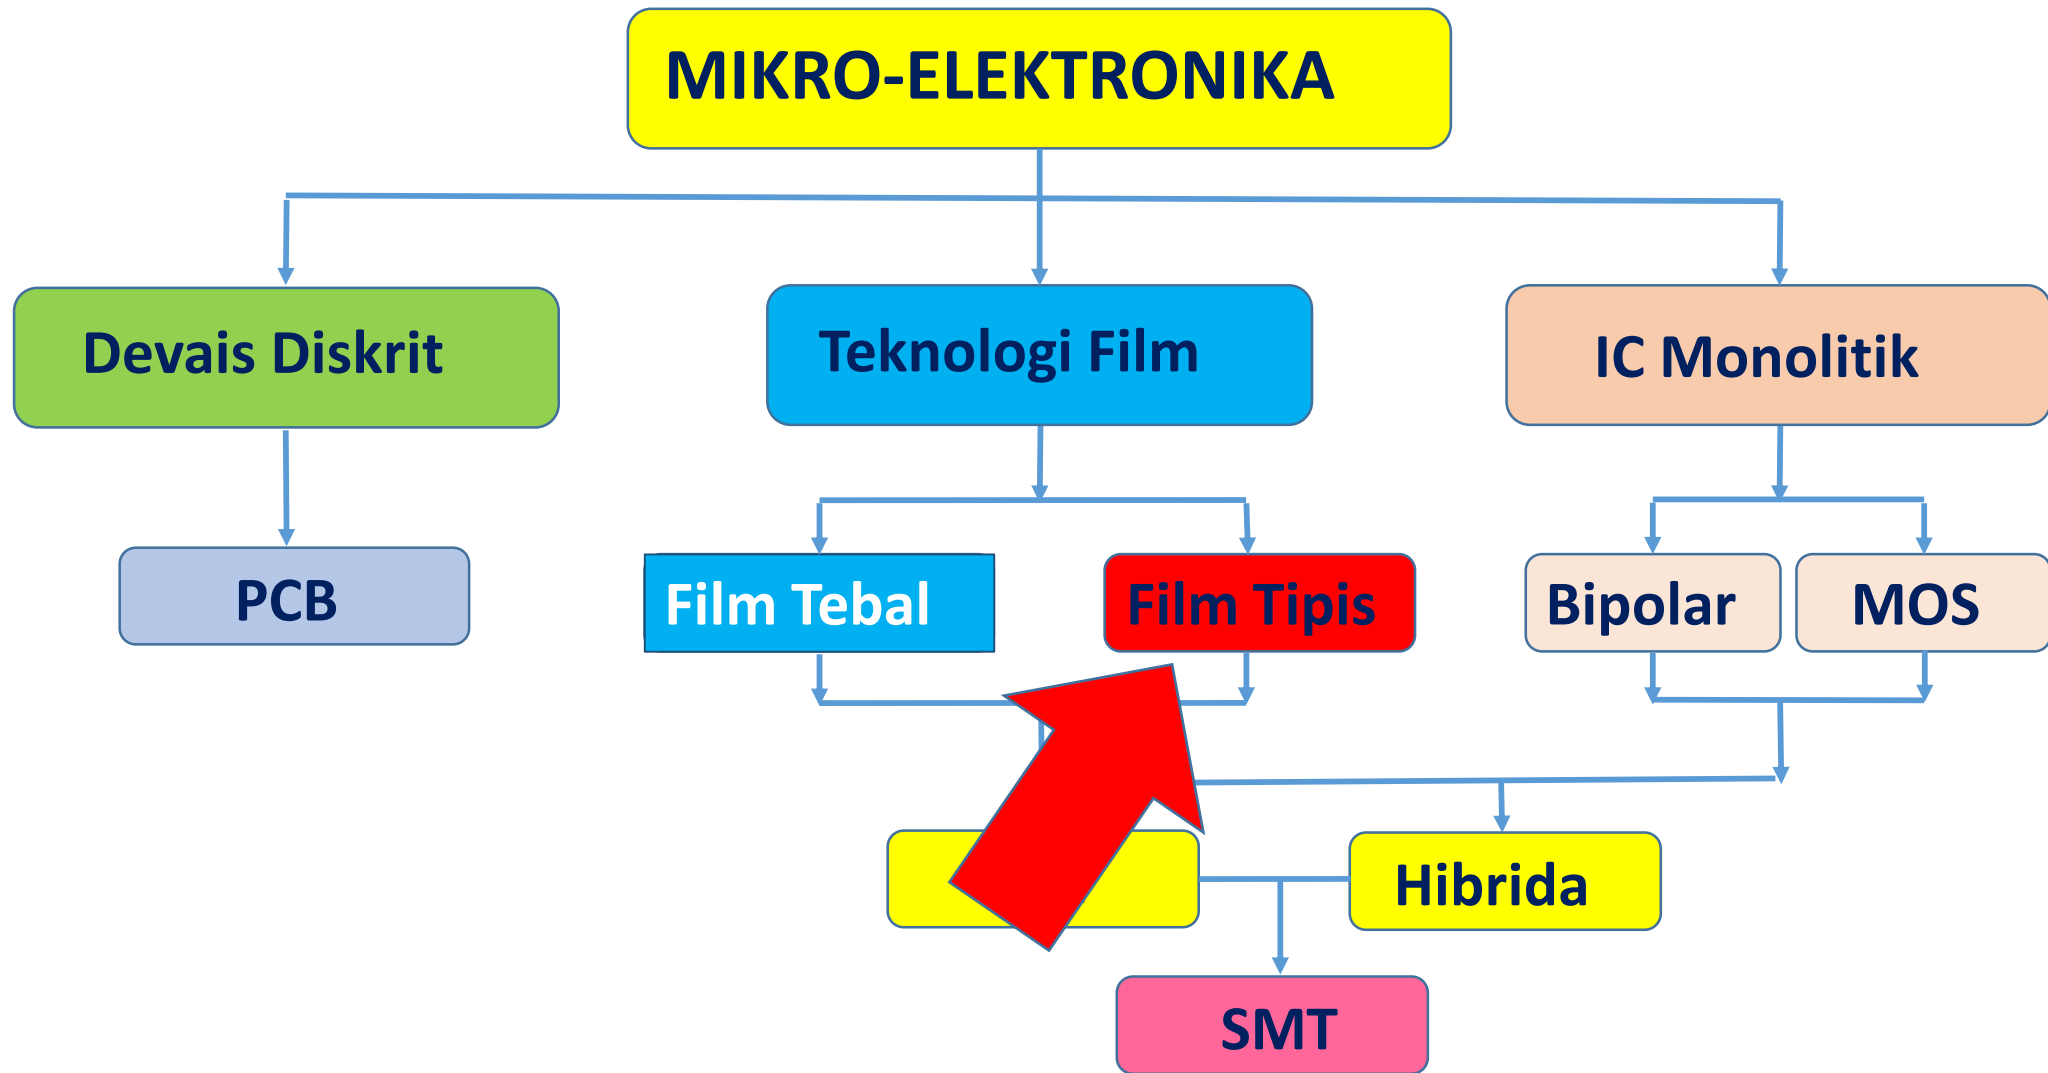 MIKRO-ELEKTRONIKA
Devais Diskrit
Teknologi Film
IC Monolitik
PCB
Film Tebal
Film Tipis
Bipolar
MOS
Hibrida
SMT